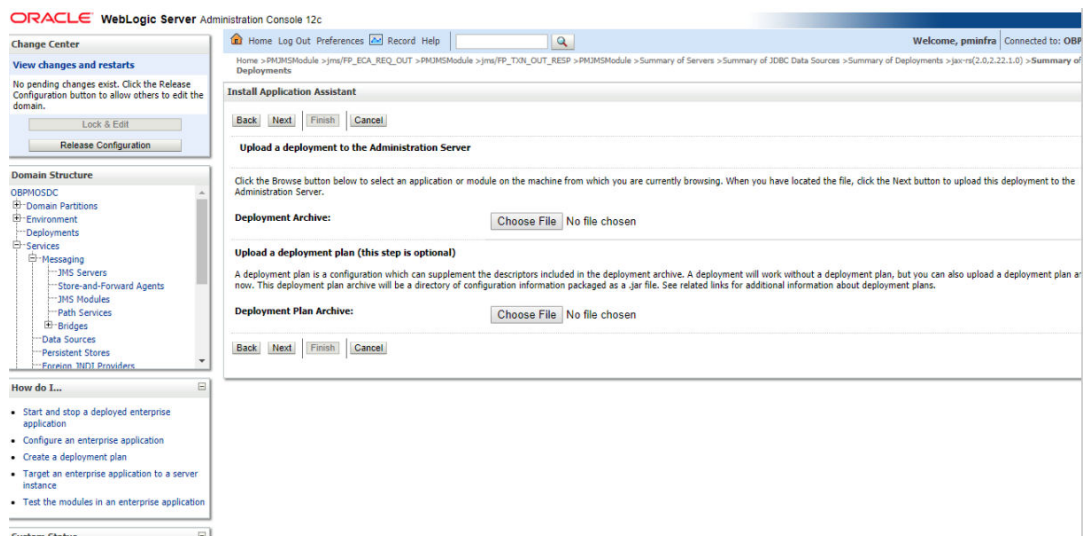 ORACLE WebLogic Server Administration Console 12c
Change Center
View changes and restarts
No pending changes exist. Click the Release
Configuration button to allow others to edit the
domain.
Lock & Edit
Release Configuration
Domain Structure
OBPMOSDC
Domain Partitions
Environment
Deployments
Services
Messaging
JMS Servers
Store-and-Forward Agents
JMS Modules
Path Services
Bridges
Data Sources
Persistent Stores
Foreign JNDI Providers
How do I...
Start and stop a deployed enterprise
application
Configure an enterprise application
Create a deployment plan
Target an enterprise application to a server
instance
Test the modules in an enterprise application
System Status
Home Log Out Preferences Record Help
Welcome, pminfra Connected to: OBP
Home >PMJMSModule >jms/FP_ECA_REQ_OUT >PMJMSModule >jms/FP_TXN_OUT_RESP >PMJMSModule >Summary of Servers >Summary of JDBC Data Sources >Summary of Deployments >jax-rs(2.0,2.22.1.0) >Summary of
Deployments
Install Application Assistant
Back Next Finish Cancel
Upload a deployment to the Administration Server
Click the Browse button below to select an application or module on the machine from which you are currently browsing. When you have located the file, click the Next button to upload this deployment to the
Administration Server.
Deployment Archive: Choose File No file chosen
Upload a deployment plan (this step is optional)
A deployment plan is a configuration which can supplement the descriptors included in the deployment archive. A deployment will work without a deployment plan, but you can also upload a deployment plan ar
now. This deployment plan archive will be a directory of configuration information packaged as a .jar file. See related links for additional information about deployment plans.
Deployment Plan Archive: Choose File No file chosen
Back Next Finish Cancel